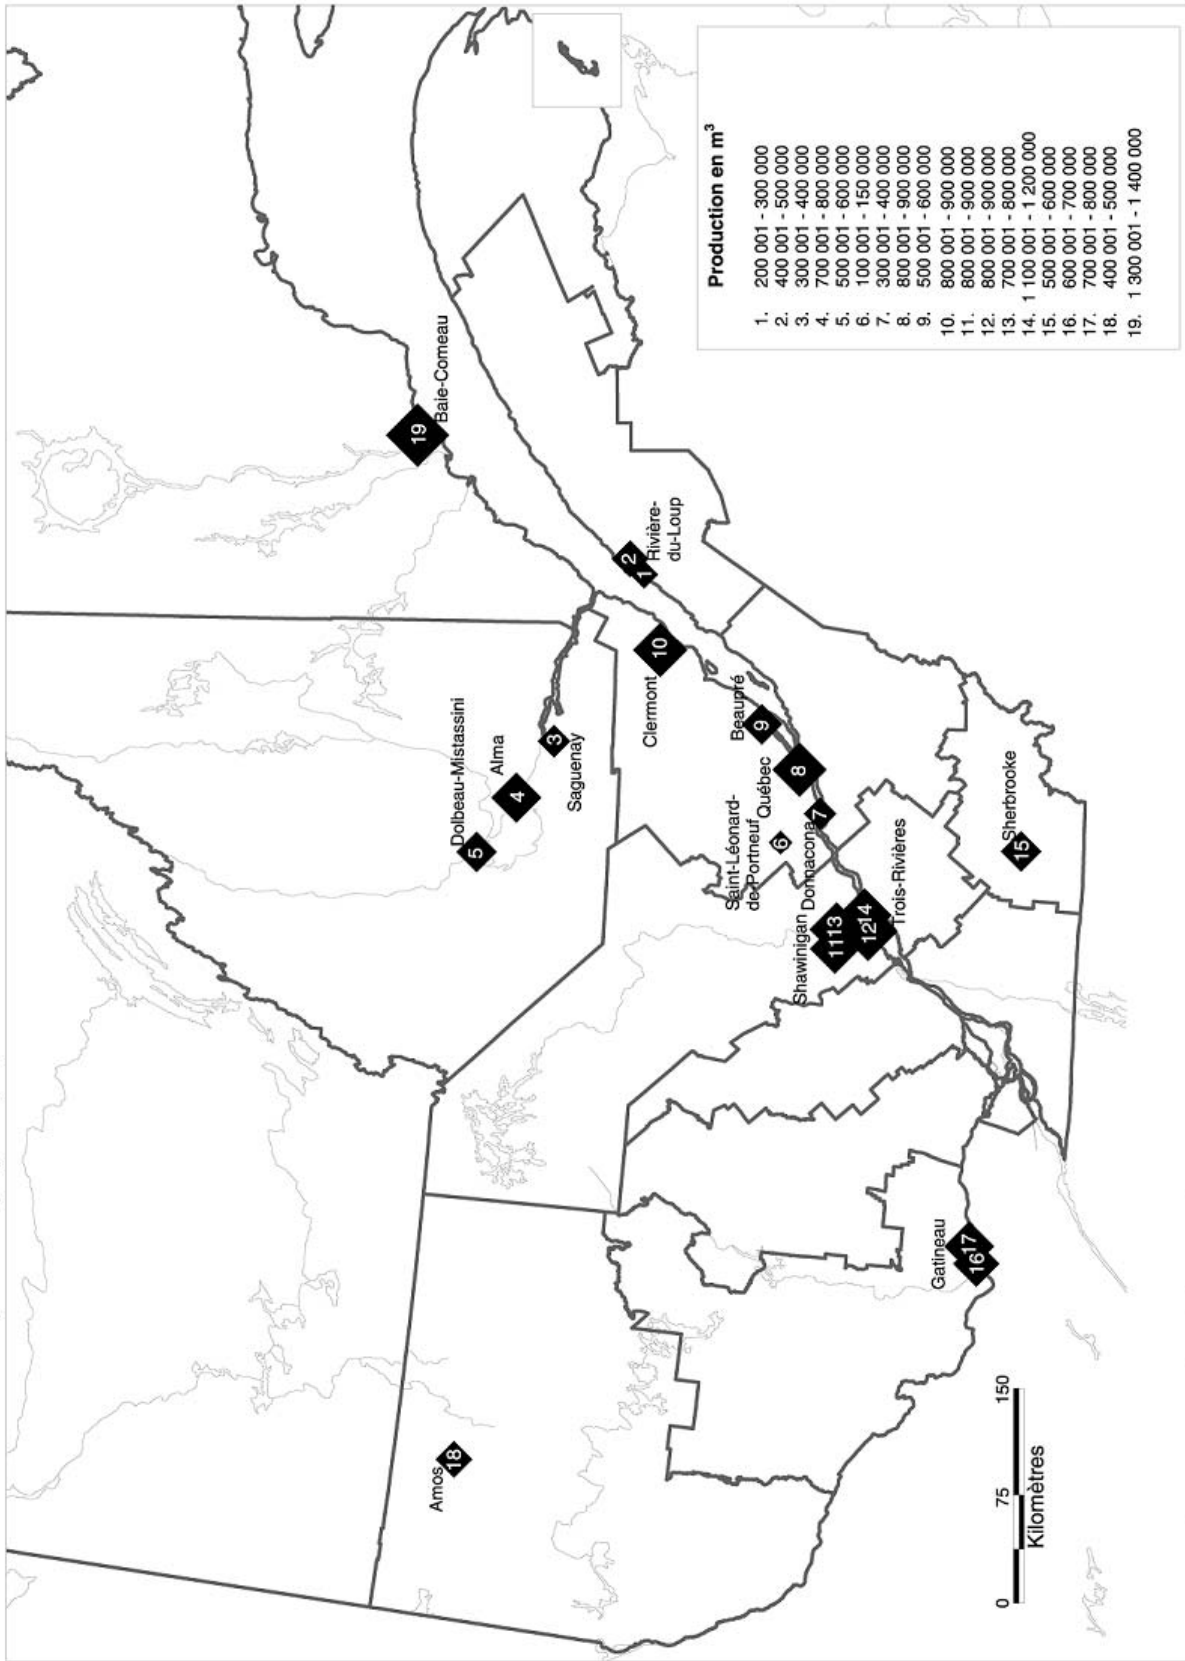 19
Baie-Comeau
2
1
Rivière-
du-Loup
10
Clermont
Dolbeau-Mistassini
5
Alma
4
3
Saguenay
Beaupré
9
Québec
8
Saint-Léonard-
de-Portneuf
6
Donnacona
7
Shawinigan
11
13
12
14
Trois-Rivières
Sherbrooke
15
Gatineau
16
17
Amos
18
0 75 150
Kilomètres
Production en m³
1. 200 001 - 300 000
2. 400 001 - 500 000
3. 300 001 - 400 000
4. 700 001 - 800 000
5. 500 001 - 600 000
6. 100 001 - 150 000
7. 300 001 - 400 000
8. 800 001 - 900 000
9. 500 001 - 600 000
10. 800 001 - 900 000
11. 800 001 - 900 000
12. 800 001 - 900 000
13. 700 001 - 800 000
14. 1 100 001 - 1 200 000
15. 500 001 - 600 000
16. 600 001 - 700 000
17. 700 001 - 800 000
18. 400 001 - 500 000
19. 1 300 001 - 1 400 000